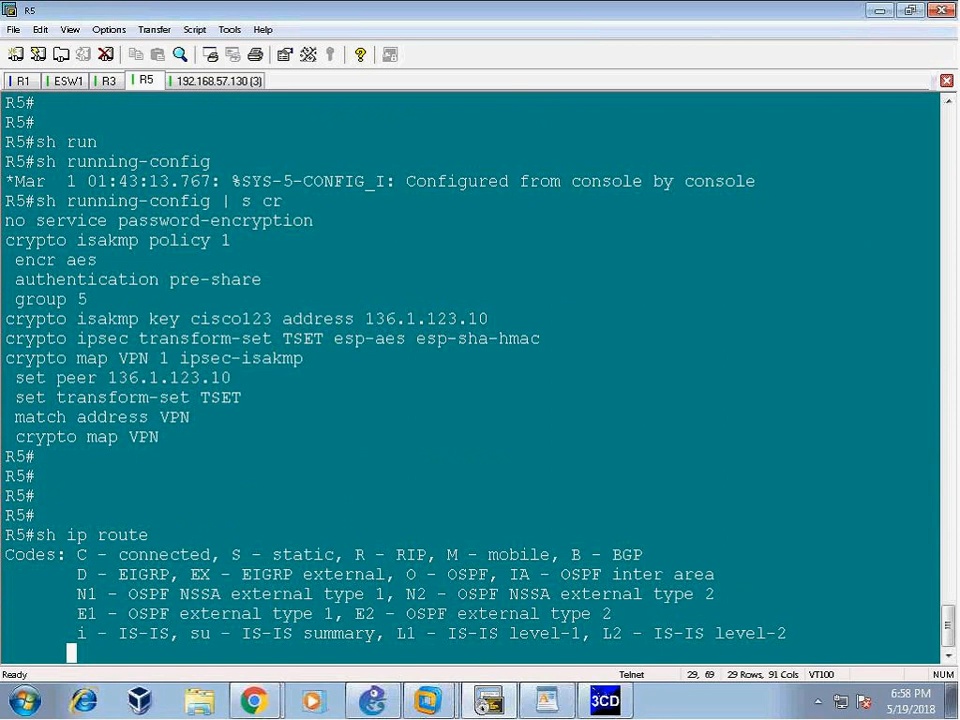 R5
File Edit View Options Transfer Script Tools Help
R1 ESW1 R3 R5 192.168.57.130 (3)
R5#
R5#
R5#sh run
R5#sh running-config
*Mar  1 01:43:13.767: %SYS-5-CONFIG_I: Configured from console by console
R5#sh running-config | s cr
no service password-encryption
crypto isakmp policy 1
 encr aes
 authentication pre-share
 group 5
crypto isakmp key cisco123 address 136.1.123.10
crypto ipsec transform-set TSET esp-aes esp-sha-hmac
crypto map VPN 1 ipsec-isakmp
 set peer 136.1.123.10
 set transform-set TSET
 match address VPN
 crypto map VPN
R5#
R5#
R5#
R5#
R5#sh ip route
Codes: C - connected, S - static, R - RIP, M - mobile, B - BGP
       D - EIGRP, EX - EIGRP external, O - OSPF, IA - OSPF inter area
       N1 - OSPF NSSA external type 1, N2 - OSPF NSSA external type 2
       E1 - OSPF external type 1, E2 - OSPF external type 2
       i - IS-IS, su - IS-IS summary, L1 - IS-IS level-1, L2 - IS-IS level-2
Ready Telnet 29, 69 29 Rows, 91 Cols VT100 NUM
3CD
6:58 PM
5/19/2018